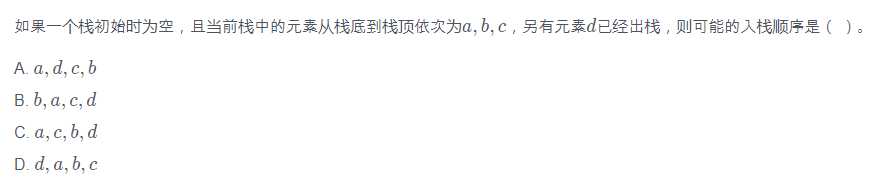 如果一个栈初始时为空，且当前栈中的元素从栈底到栈顶依次为a, b, c，另有元素d已经出栈，则可能的入栈顺序是（ ）。
A. a, d, c, b
B. b, a, c, d
C. a, c, b, d
D. d, a, b, c